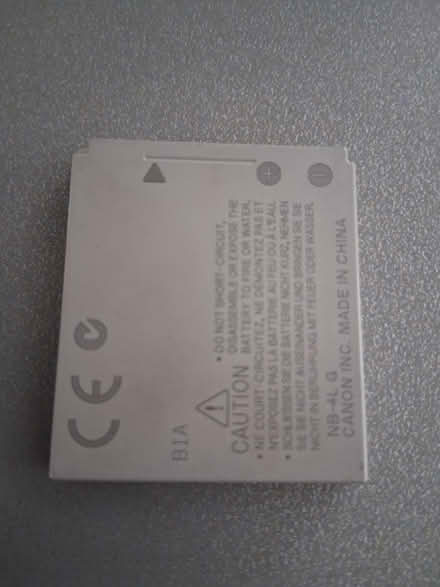 CE
B1A
• DO NOT SHORT-CIRCUIT,
DISASSEMBLE OR EXPOSE THE
CAUTION BATTERY TO FIRE OR WATER.
• NE COURT-CIRCUITEZ, NE DEMONTEZ PAS ET
N'EXPOSEZ PAS LA BATTERIE AU FEU OU À L'EAU.
• SCHLIESSEN SIE DIE BATTERIE NICHT KURZ, NEHMEN
SIE SIE NICHT AUSEINANDER UND BRINGEN SIE SIE
NICHT IN BERÜHRUNG MIT FEUER ODER WASSER.
NB-4L G
CANON INC. MADE IN CHINA